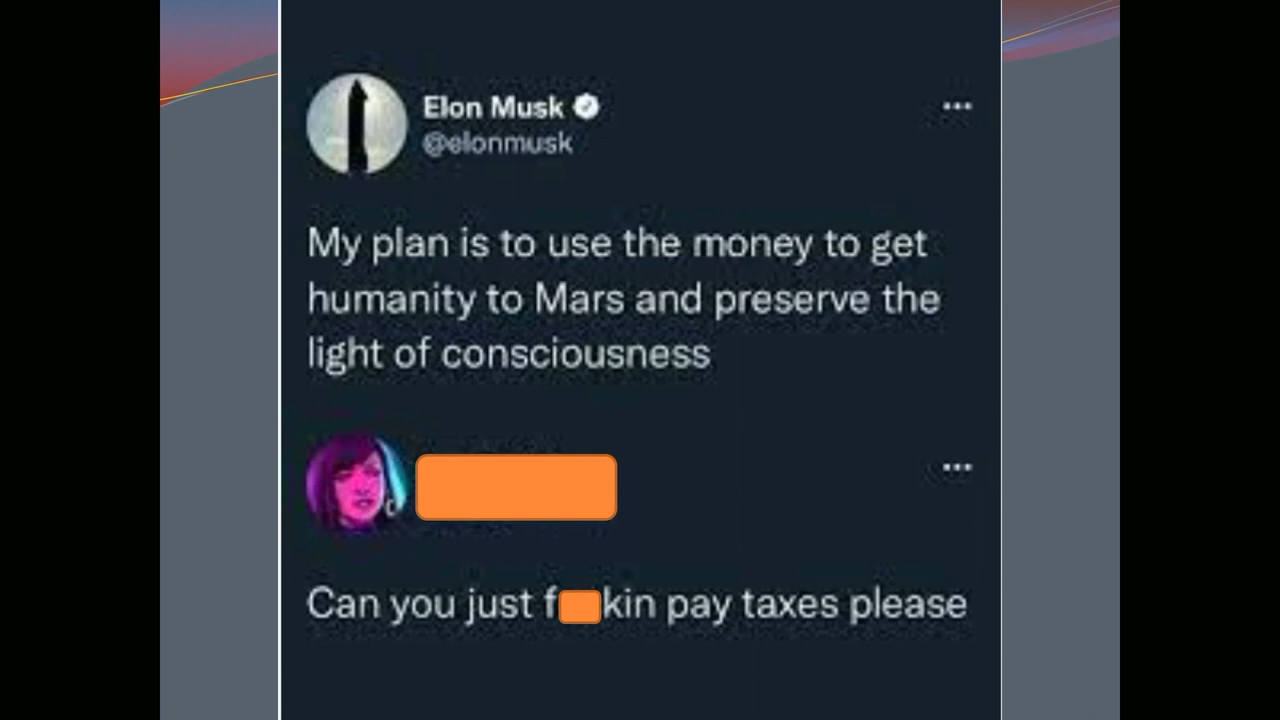 Elon Musk
@elonmusk
My plan is to use the money to get
humanity to Mars and preserve the
light of consciousness
Can you just f kin pay taxes please